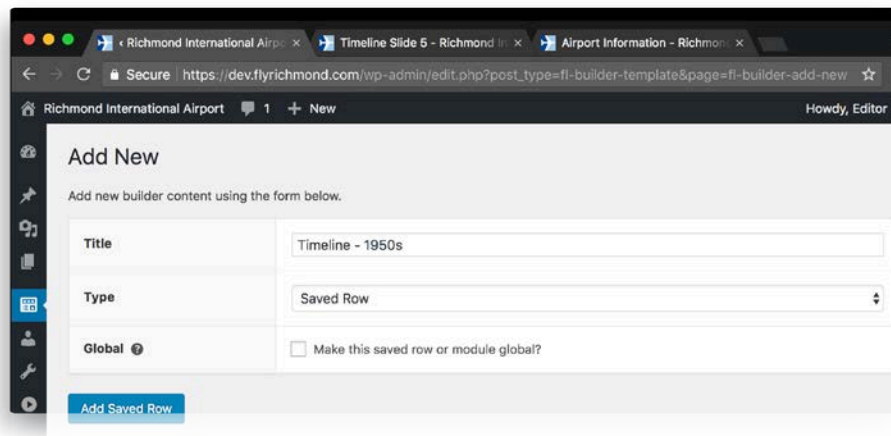 ‹ Richmond International Airpo ×
Timeline Slide 5 - Richmond In ×
Airport Information - Richmon ×
Secure https://dev.flyrichmond.com/wp-admin/edit.php?post_type=fl-builder-template&page=fl-builder-add-new
Richmond International Airport 1 + New Howdy, Editor
Add New
Add new builder content using the form below.
Title Timeline - 1950s
Type Saved Row
Global Make this saved row or module global?
Add Saved Row